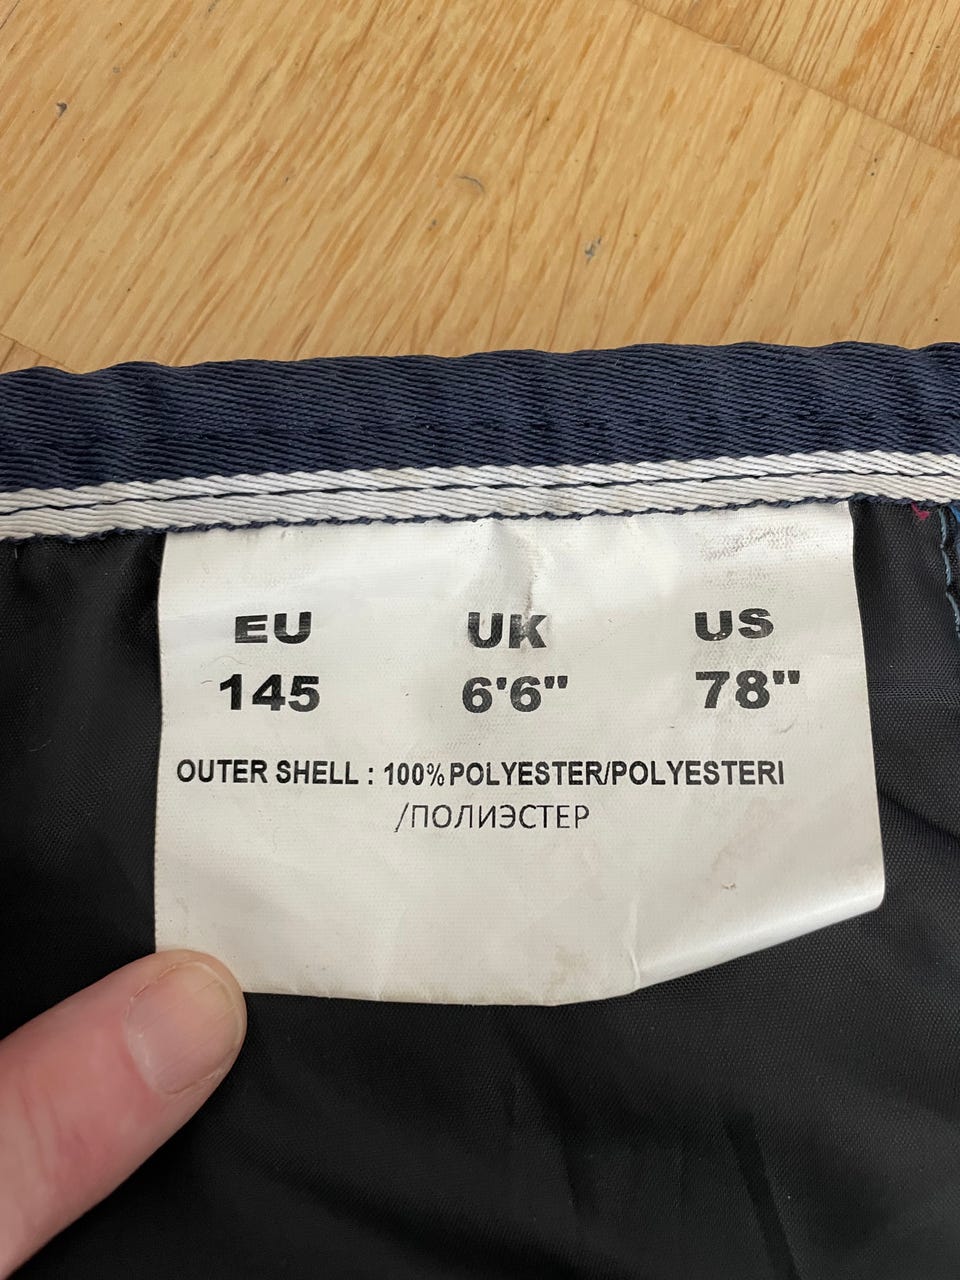 EU UK US
145 6'6" 78"
OUTER SHELL : 100% POLYESTER/POLYESTERI
/ПОЛИЭСТЕР